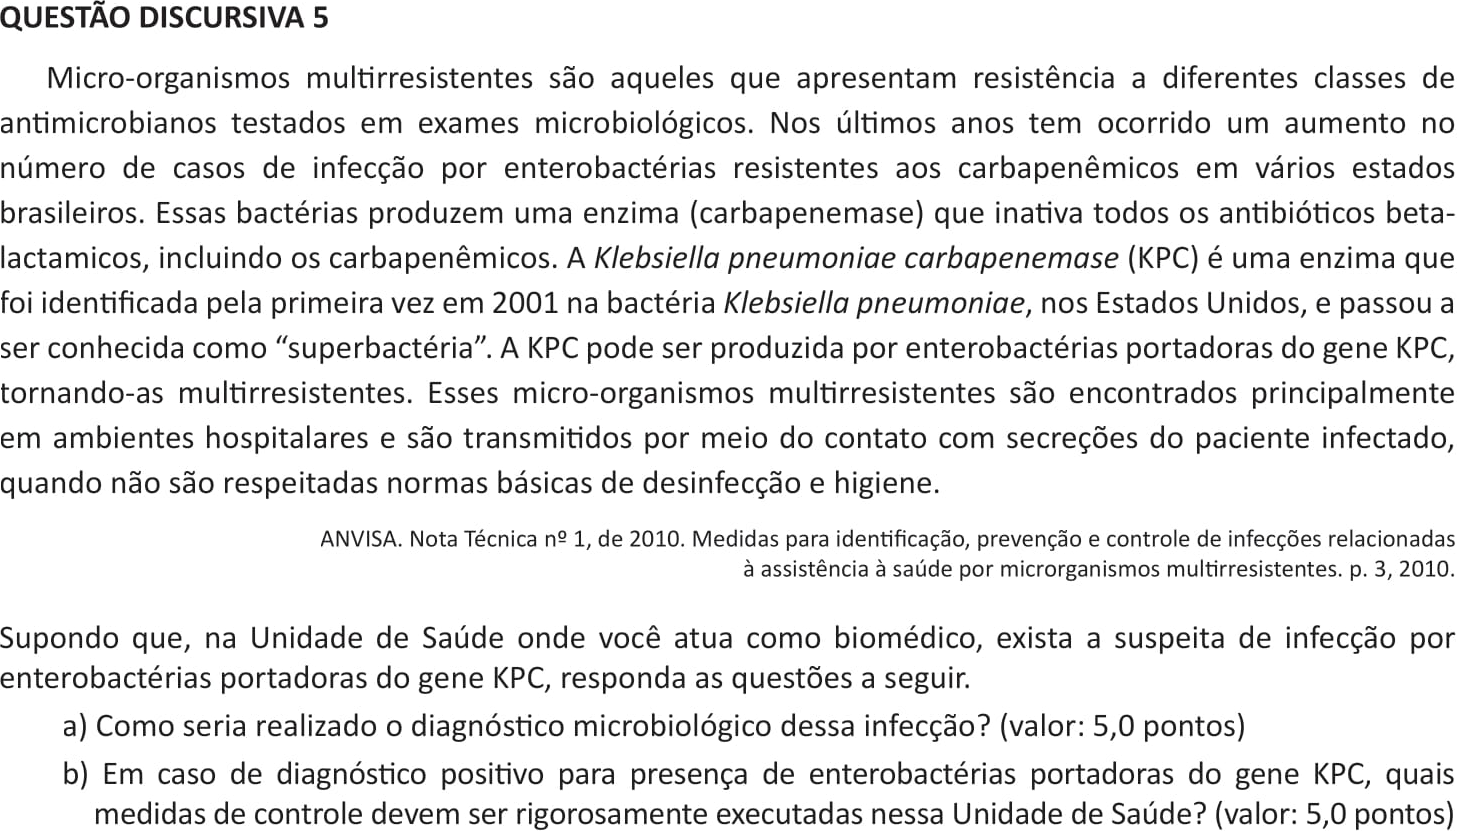 QUESTÃO DISCURSIVA 5
Micro-organismos multirresistentes são aqueles que apresentam resistência a diferentes classes de
antimicrobianos testados em exames microbiológicos. Nos últimos anos tem ocorrido um aumento no
número de casos de infecção por enterobactérias resistentes aos carbapenêmicos em vários estados
brasileiros. Essas bactérias produzem uma enzima (carbapenemase) que inativa todos os antibióticos beta-
lactamicos, incluindo os carbapenêmicos. A Klebsiella pneumoniae carbapenemase (KPC) é uma enzima que
foi identificada pela primeira vez em 2001 na bactéria Klebsiella pneumoniae, nos Estados Unidos, e passou a
ser conhecida como “superbactéria”. A KPC pode ser produzida por enterobactérias portadoras do gene KPC,
tornando-as multirresistentes. Esses micro-organismos multirresistentes são encontrados principalmente
em ambientes hospitalares e são transmitidos por meio do contato com secreções do paciente infectado,
quando não são respeitadas normas básicas de desinfecção e higiene.
ANVISA. Nota Técnica nº 1, de 2010. Medidas para identificação, prevenção e controle de infecções relacionadas
à assistência à saúde por microrganismos multirresistentes. p. 3, 2010.
Supondo que, na Unidade de Saúde onde você atua como biomédico, exista a suspeita de infecção por
enterobactérias portadoras do gene KPC, responda as questões a seguir.
a) Como seria realizado o diagnóstico microbiológico dessa infecção? (valor: 5,0 pontos)
b) Em caso de diagnóstico positivo para presença de enterobactérias portadoras do gene KPC, quais
medidas de controle devem ser rigorosamente executadas nessa Unidade de Saúde? (valor: 5,0 pontos)